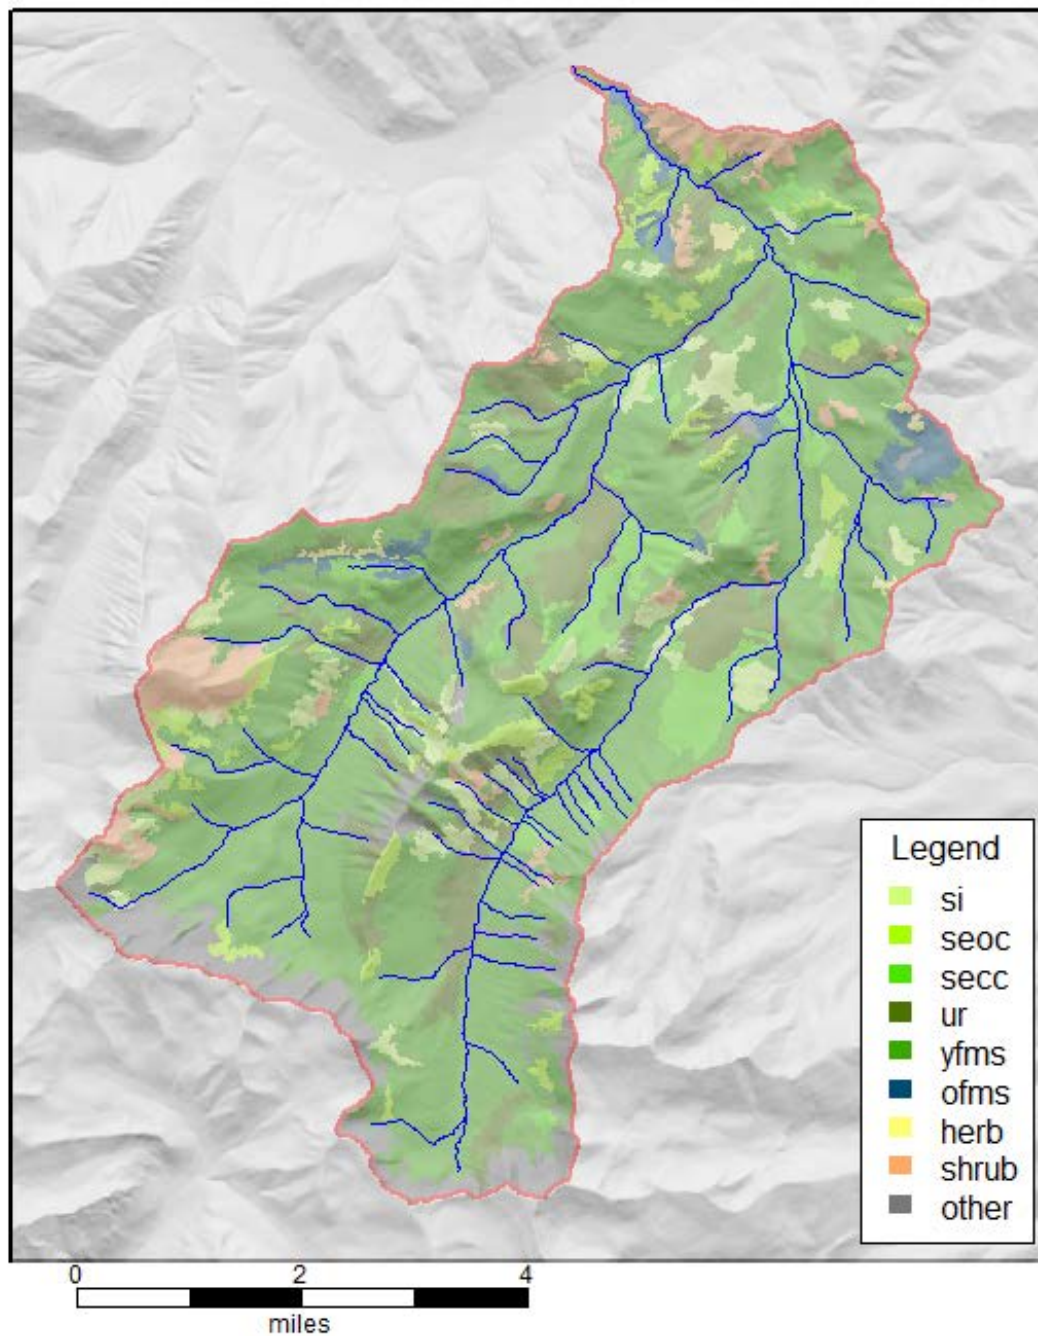 Legend
si
seoc
secc
ur
yfms
ofms
herb
shrub
other
0 2 4
miles